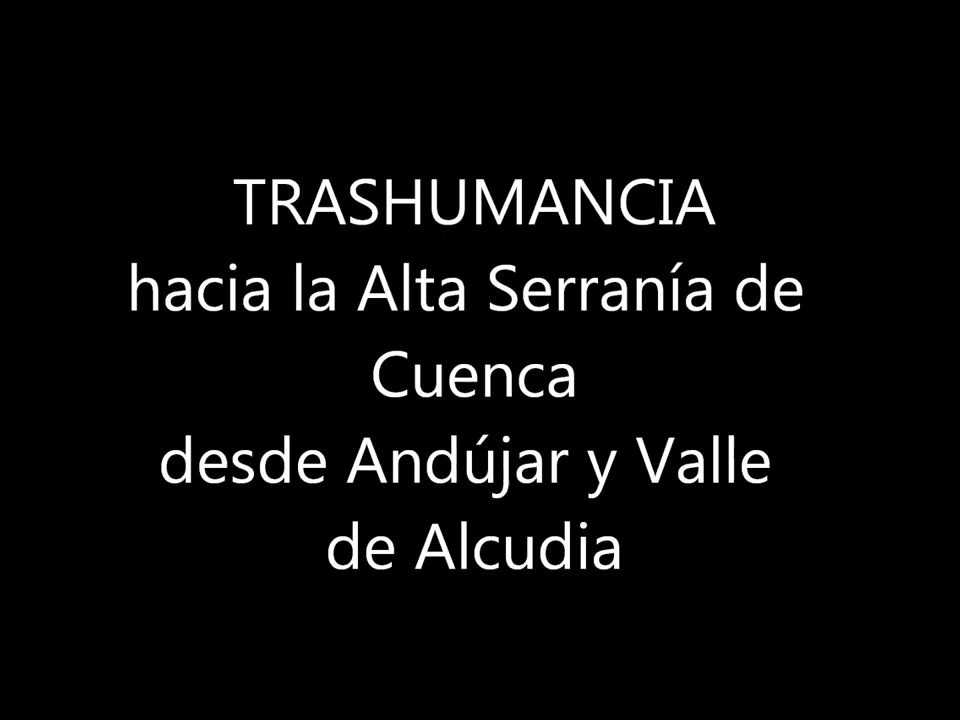 TRASHUMANCIA
hacia la Alta Serranía de
Cuenca
desde Andújar y Valle
de Alcudia